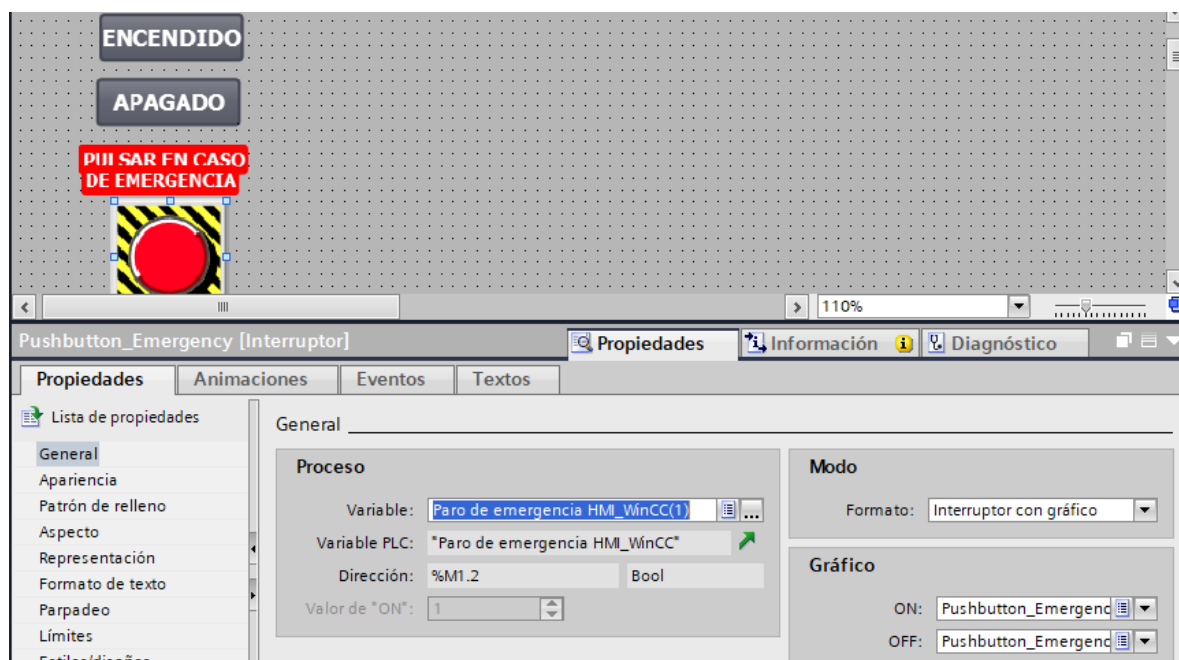 ENCENDIDO
APAGADO
PULSAR EN CASO
DE EMERGENCIA
110%
Pushbutton_Emergency [Interruptor]
Propiedades
Información
Diagnóstico
Propiedades
Animaciones
Eventos
Textos
Lista de propiedades
General
Apariencia
Patrón de relleno
Aspecto
Representación
Formato de texto
Parpadeo
Límites
Estilos/diseños
General
Proceso
Variable: Paro de emergencia HMI_WinCC(1) ...
Variable PLC: "Paro de emergencia HMI_WinCC"
Dirección: %M1.2 Bool
Valor de "ON": 1
Modo
Formato: Interruptor con gráfico
Gráfico
ON: Pushbutton_Emergenc
OFF: Pushbutton_Emergenc